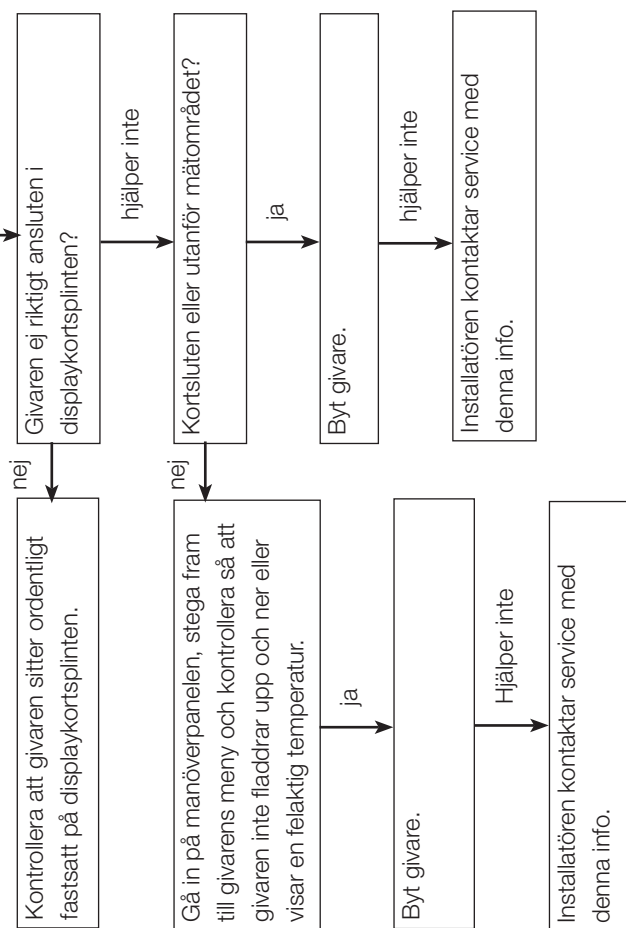 Givaren ej riktigt ansluten i
displaykortsplinten?
nej
Kontrollera att givaren sitter ordentligt
fastsatt på displaykortsplinten.
hjälper inte
Kortsluten eller utanför mätområdet?
nej
Gå in på manöverpanelen, stega fram
till givarens meny och kontrollera så att
givaren inte fladdrar upp och ner eller
visar en felaktig temperatur.
ja
ja
Byt givare.
Byt givare.
hjälper inte
Hjälper inte
Installatören kontaktar service med
denna info.
Installatören kontaktar service med
denna info.